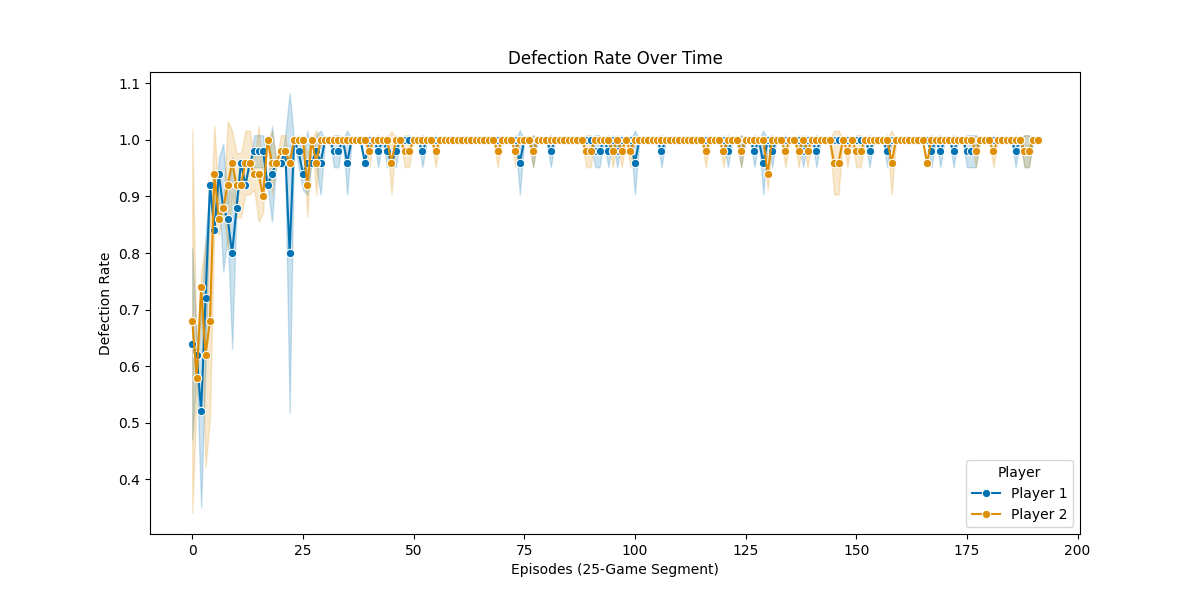 Defection Rate Over Time
Defection Rate
1.1
1.0
0.9
0.8
0.7
0.6
0.5
0.4
0
25
50
75
100
125
150
175
200
Episodes (25-Game Segment)
Player
Player 1
Player 2